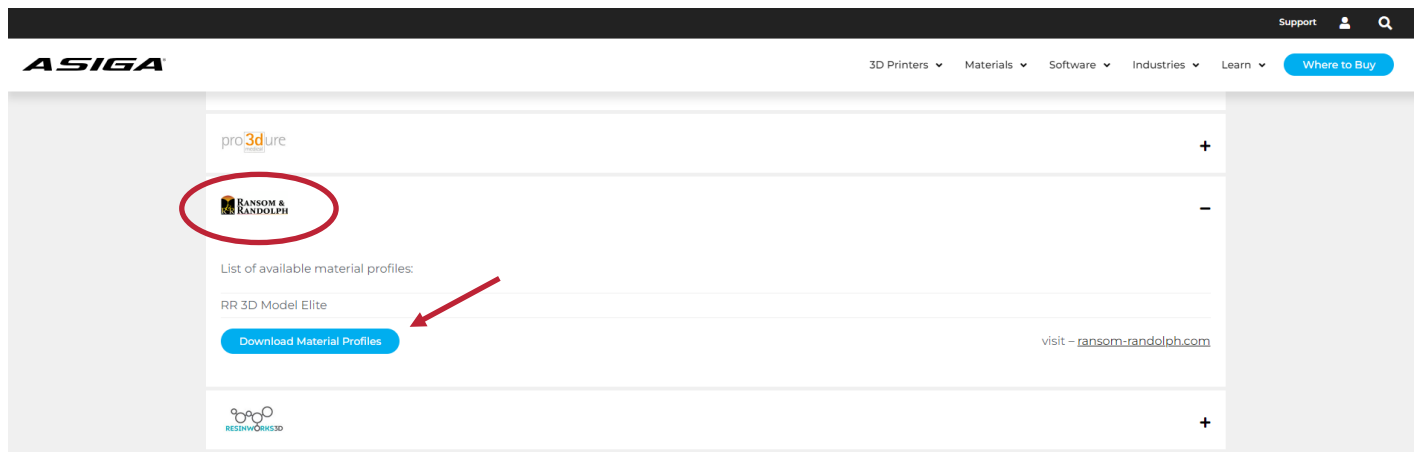 Support
ASIGA
3D Printers
Materials
Software
Industries
Learn
Where to Buy
pro3dure
medical
+
RANSOM &
RANDOLPH
R&R
−
List of available material profiles:
RR 3D Model Elite
Download Material Profiles
visit – ransom-randolph.com
RESINWORKS3D
+